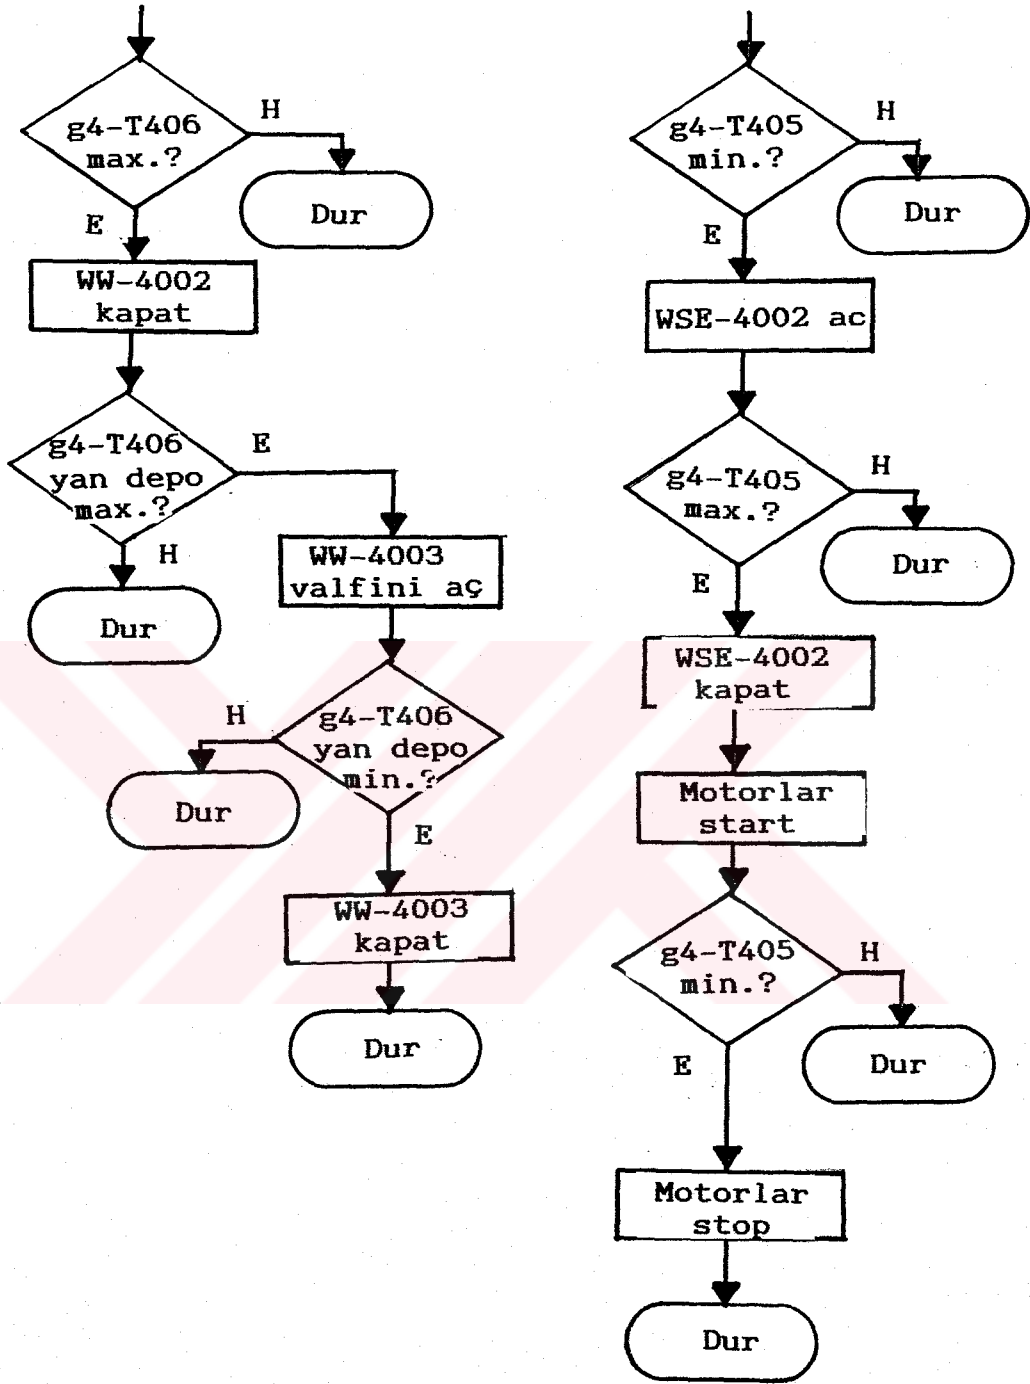 g4-T406
max.?
H
Dur
E
WW-4002
kapat
g4-T406
yan depo
max.?
E
H
Dur
WW-4003
valfini aç
g4-T406
yan depo
min.?
H
Dur
E
WW-4003
kapat
Dur
g4-T405
min.?
H
Dur
E
WSE-4002 ac
g4-T405
max.?
H
Dur
E
WSE-4002
kapat
Motorlar
start
g4-T405
min.?
H
Dur
E
Motorlar
stop
Dur